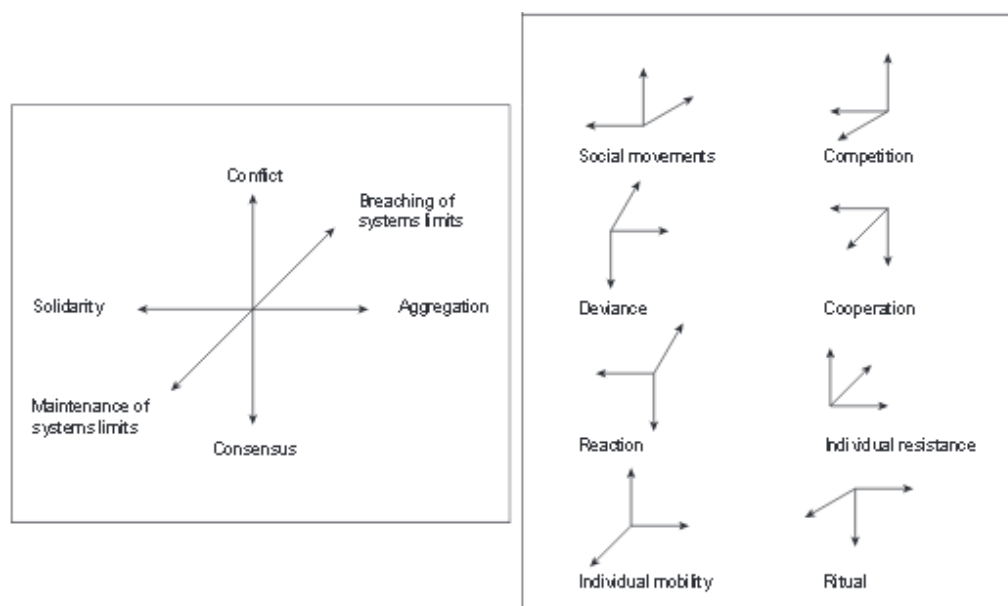 Conflict
Breaching of
systems limits
Solidarity
Aggregation
Maintenance of
systems limits
Consensus
Social movements
Competition
Deviance
Cooperation
Reaction
Individual resistance
Individual mobility
Ritual